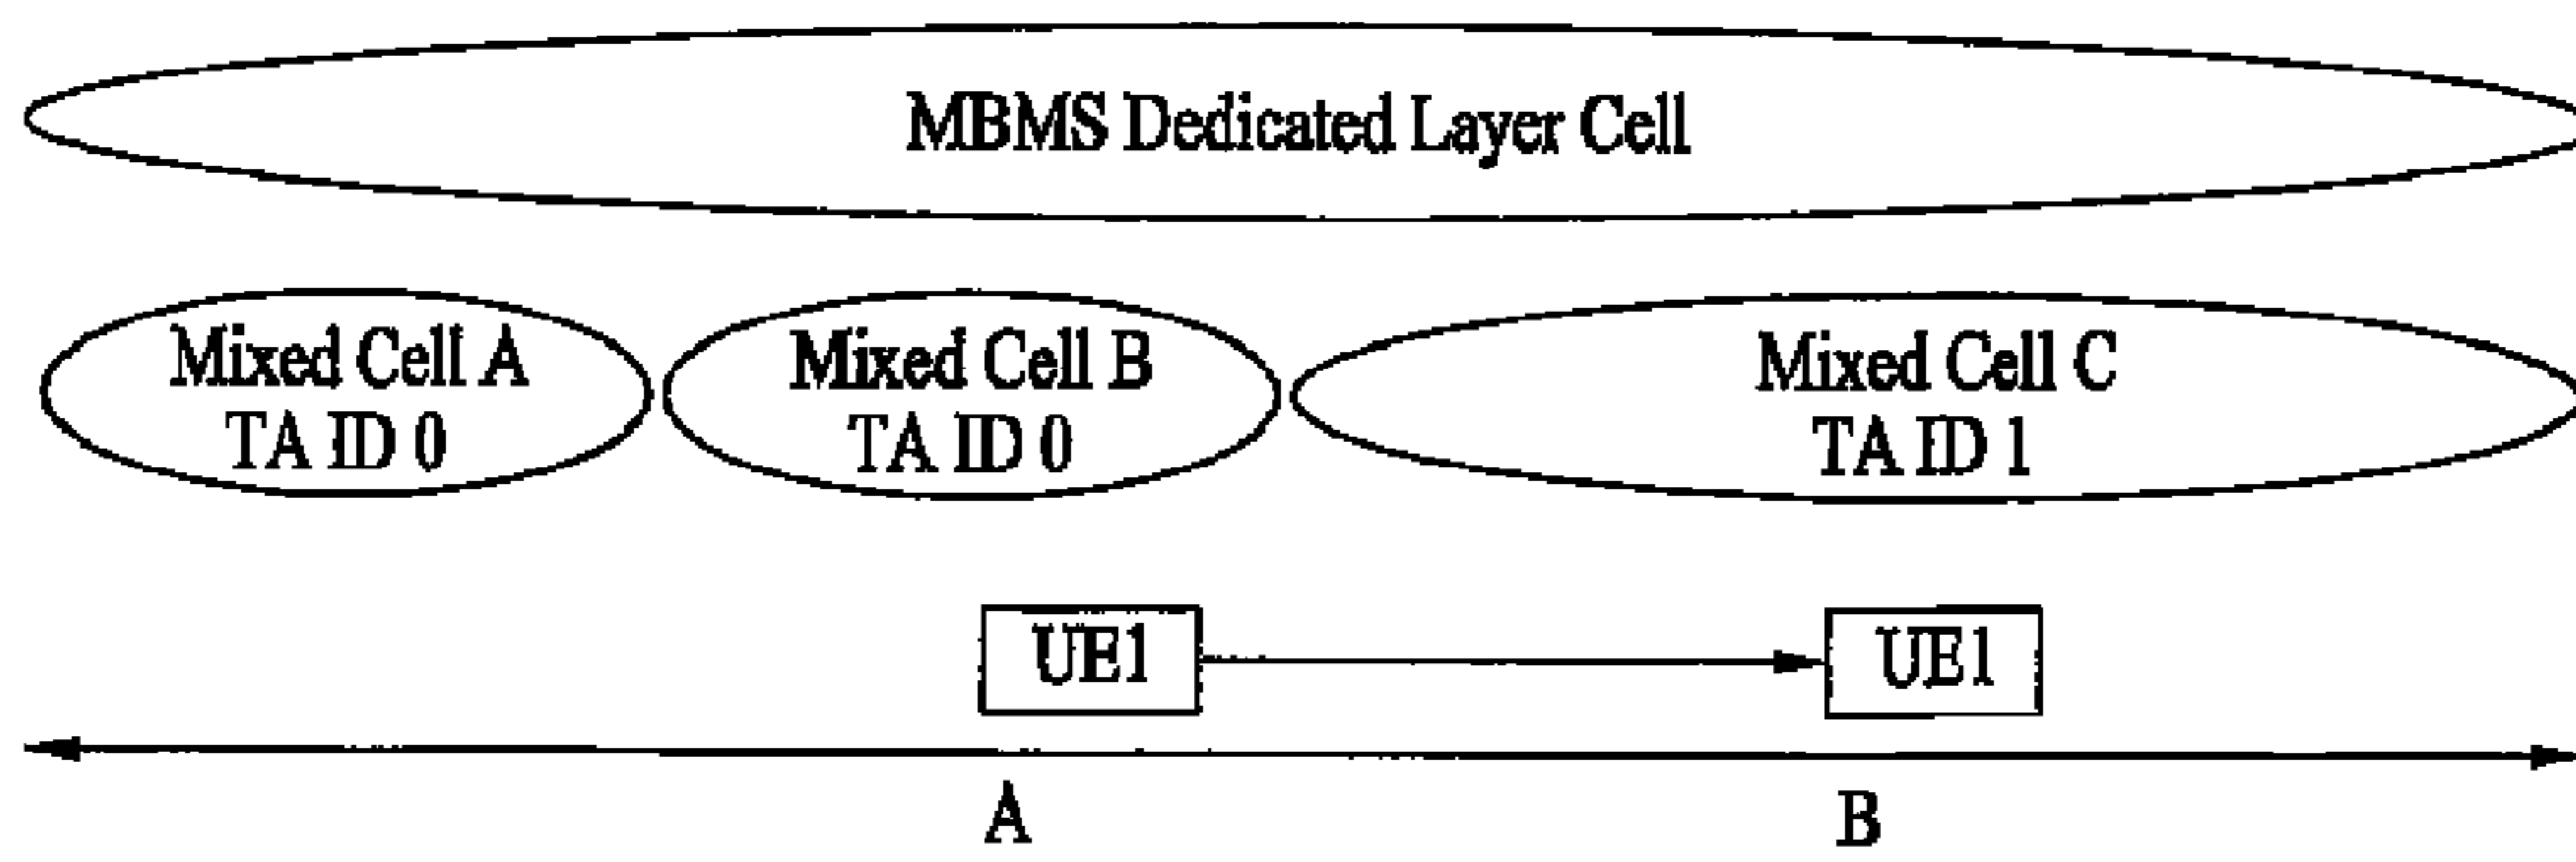 MBMS Dedicated Layer Cell
Mixed Cell A
TA ID 0
Mixed Cell B
TA ID 0
Mixed Cell C
TA ID 1
UE1
UE1
A
B